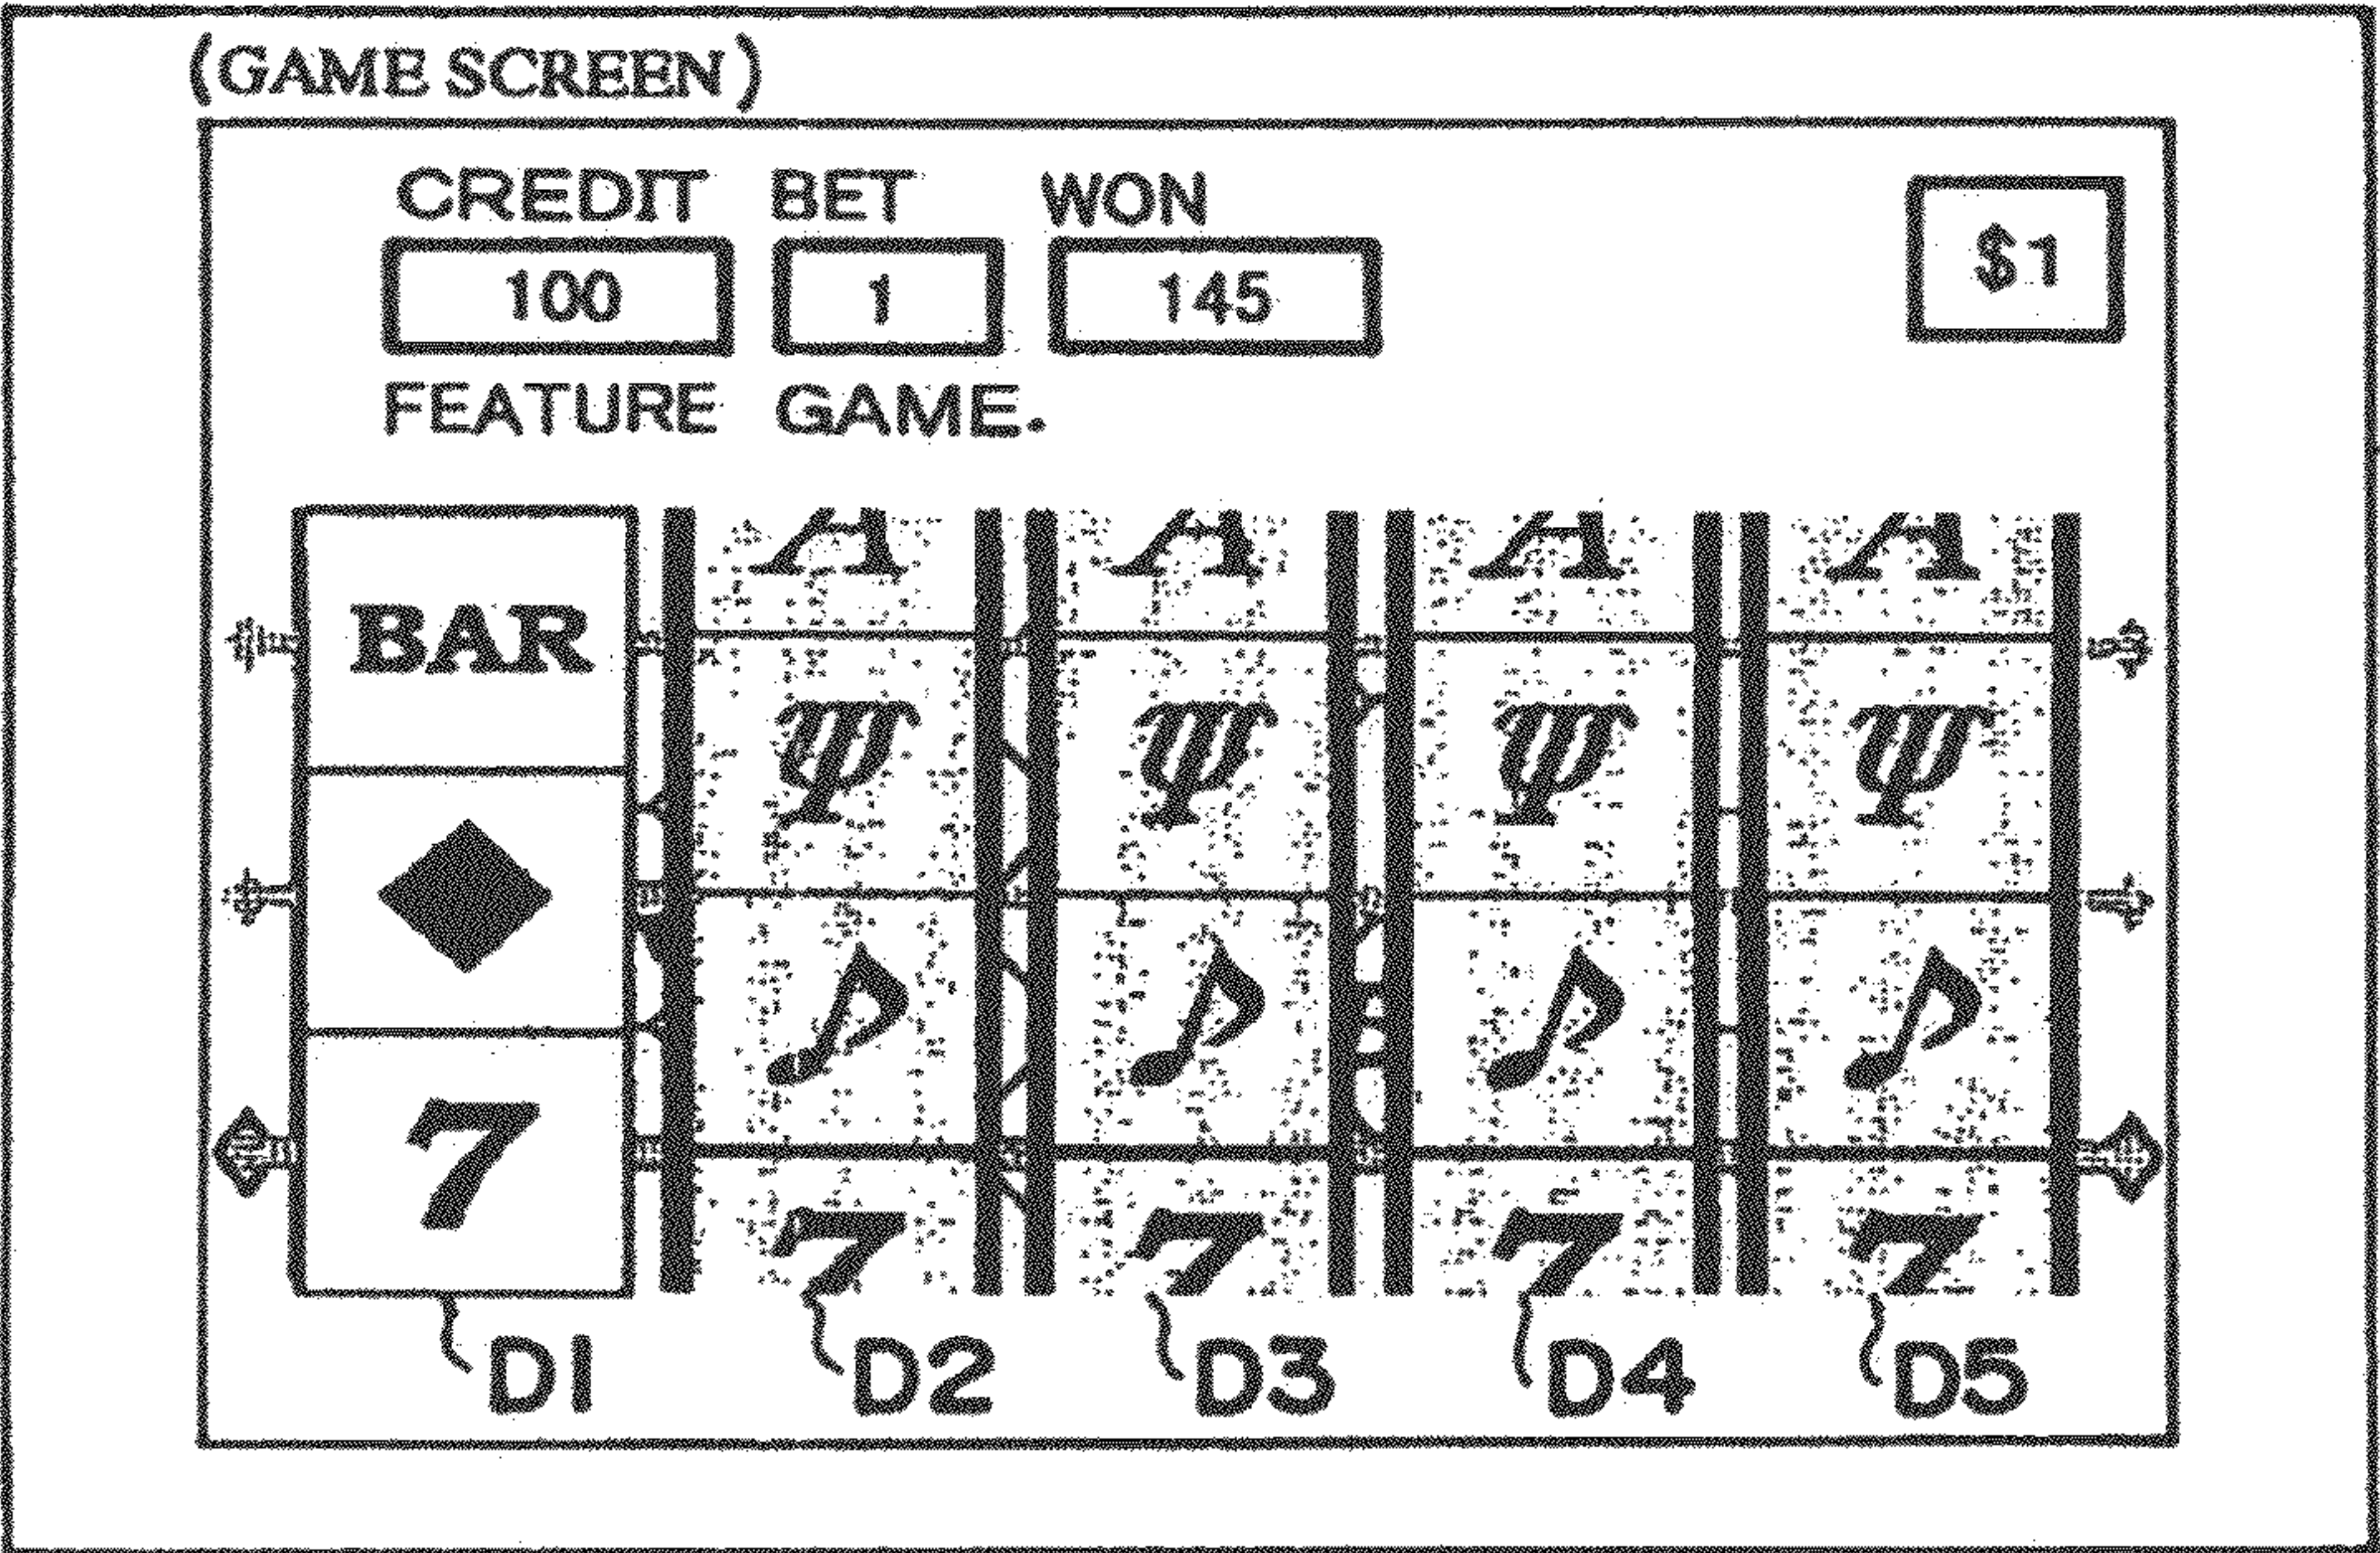 (GAME SCREEN)
CREDIT BET WON
100 1 145 $1
FEATURE GAME.
A A A A
BAR
Ψ Ψ Ψ Ψ
♪ ♪ ♪ ♪
7
7 7 7 7
D1 D2 D3 D4 D5